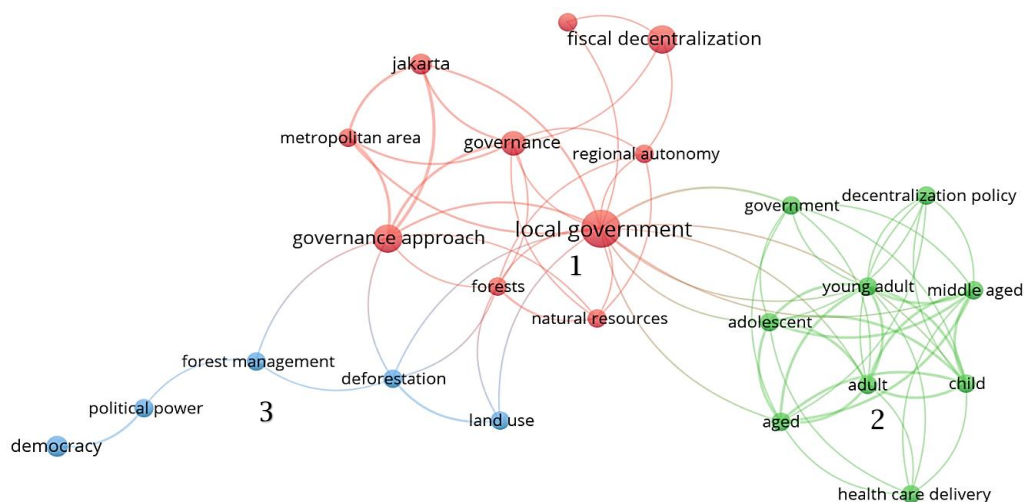 fiscal decentralization
jakarta
metropolitan area
governance
regional autonomy
governance approach
local government
1
forests
natural resources
government
decentralization policy
young adult
middle aged
adolescent
adult
child
aged
2
health care delivery
forest management
deforestation
political power
3
land use
democracy